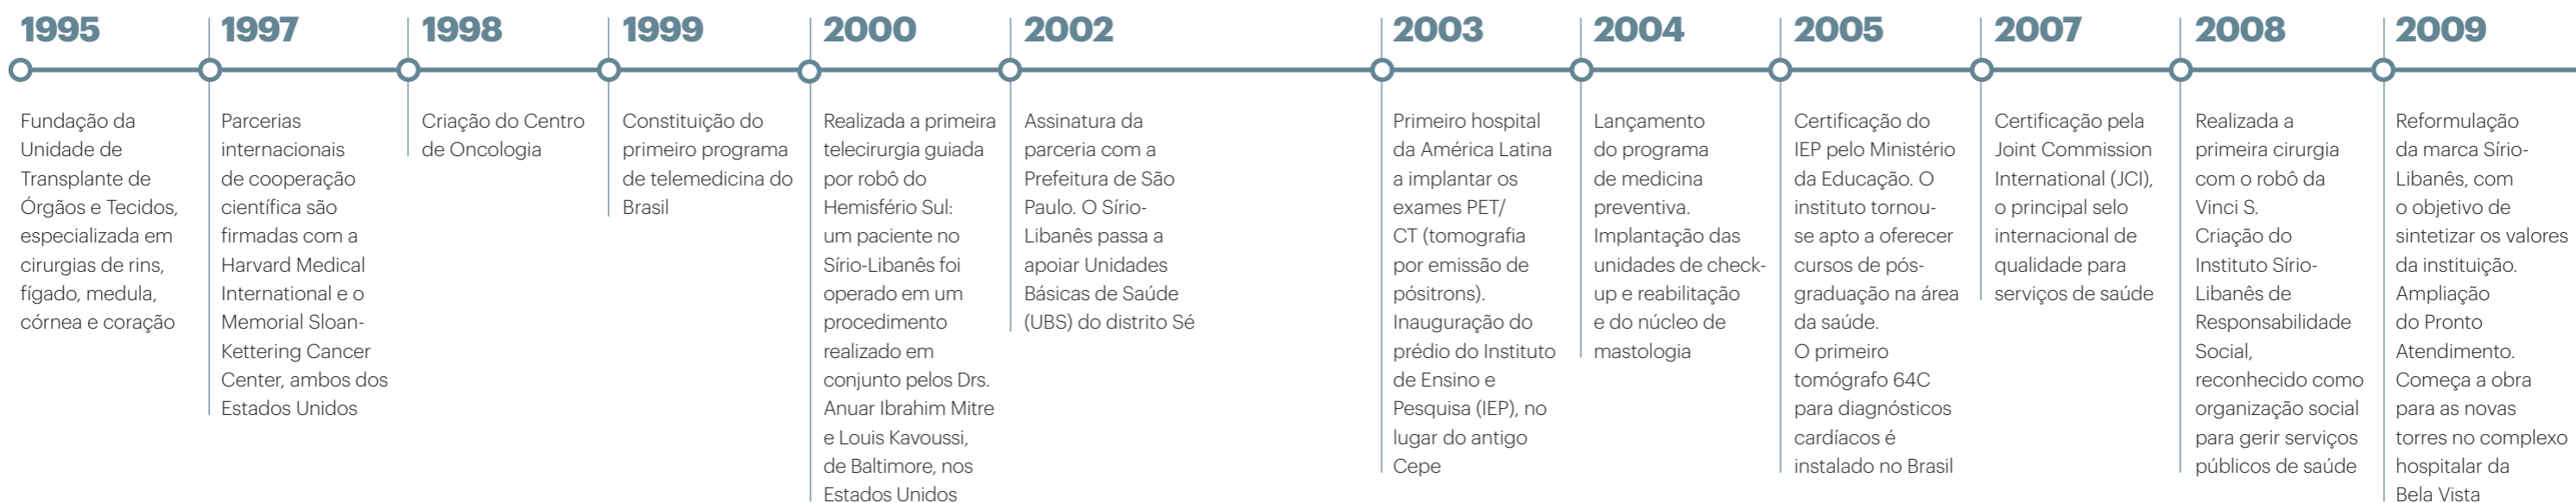 1995
Fundação da
Unidade de
Transplante de
Órgãos e Tecidos,
especializada em
cirurgias de rins,
fígado, medula,
córnea e coração
1997
Parcerias
internacionais
de cooperação
científica são
firmadas com a
Harvard Medical
International e o
Memorial Sloan-
Kettering Cancer
Center, ambos dos
Estados Unidos
1998
Criação do Centro
de Oncologia
1999
Constituição do
primeiro programa
de telemedicina do
Brasil
2000
Realizada a primeira
telecirurgia guiada
por robô do
Hemisfério Sul:
um paciente no
Sírio-Libanês foi
operado em um
procedimento
realizado em
conjunto pelos Drs.
Anuar Ibrahim Mitre
e Louis Kavoussi,
de Baltimore, nos
Estados Unidos
2002
Assinatura da
parceria com a
Prefeitura de São
Paulo. O Sírio-
Libanês passa a
apoiar Unidades
Básicas de Saúde
(UBS) do distrito Sé
2003
Primeiro hospital
da América Latina
a implantar os
exames PET/
CT (tomografia
por emissão de
pósitrons).
Inauguração do
prédio do Instituto
de Ensino e
Pesquisa (IEP), no
lugar do antigo
Cepe
2004
Lançamento
do programa
de medicina
preventiva.
Implantação das
unidades de check-
up e reabilitação
e do núcleo de
mastologia
2005
Certificação do
IEP pelo Ministério
da Educação. O
instituto tornou-
se apto a oferecer
cursos de pós-
graduação na área
da saúde.
O primeiro
tomógrafo 64C
para diagnósticos
cardíacos é
instalado no Brasil
2007
Certificação pela
Joint Commission
International (JCI),
o principal selo
internacional de
qualidade para
serviços de saúde
2008
Realizada a
primeira cirurgia
com o robô da
Vinci S.
Criação do
Instituto Sírio-
Libanês de
Responsabilidade
Social,
reconhecido como
organização social
para gerir serviços
públicos de saúde
2009
Reformulação
da marca Sírio-
Libanês, com
o objetivo de
sintetizar os valores
da instituição.
Ampliação
do Pronto
Atendimento.
Começa a obra
para as novas
torres no complexo
hospitalar da
Bela Vista